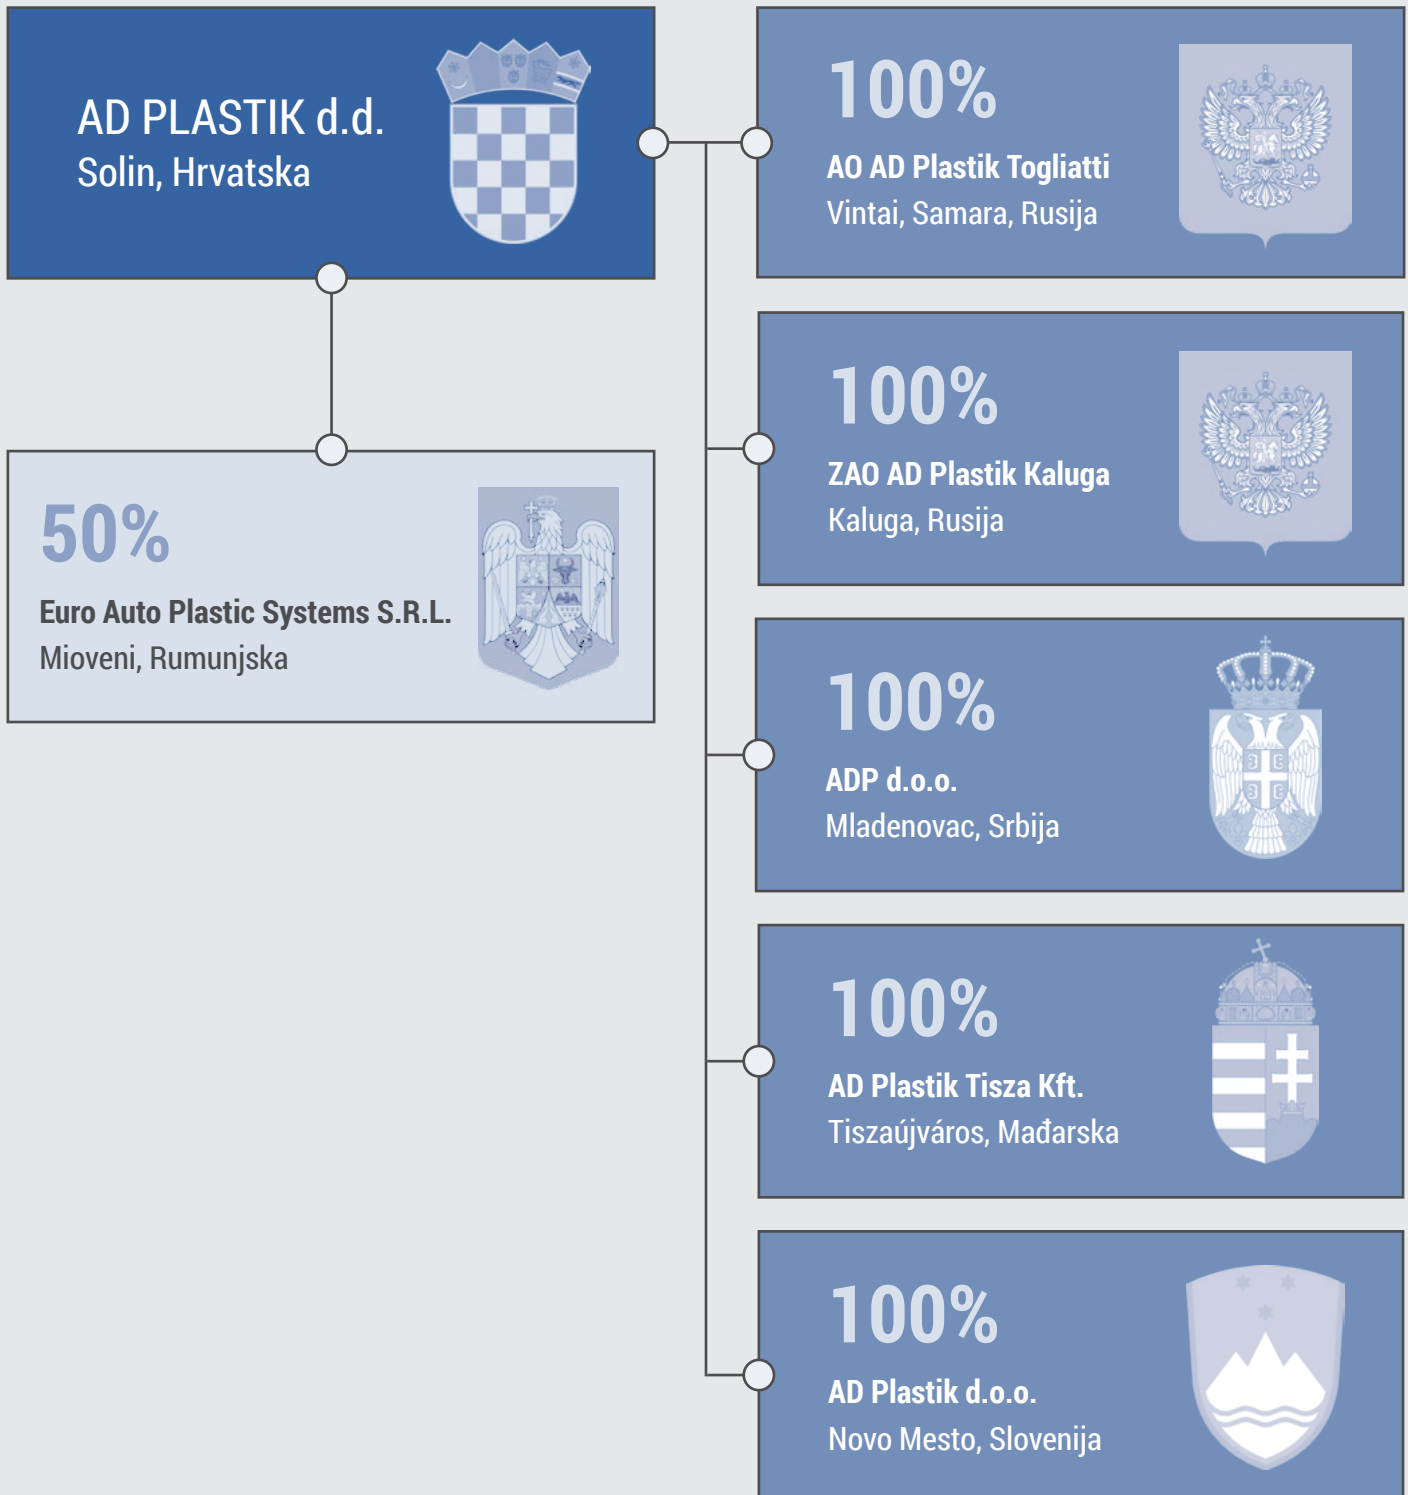 AD PLASTIK d.d.
Solin, Hrvatska
50%
Euro Auto Plastic Systems S.R.L.
Mioveni, Rumunjska
100%
AO AD Plastik Togliatti
Vintai, Samara, Rusija
100%
ZAO AD Plastik Kaluga
Kaluga, Rusija
100%
ADP d.o.o.
Mladenovac, Srbija
100%
AD Plastik Tisza Kft.
Tiszaújváros, Mađarska
100%
AD Plastik d.o.o.
Novo Mesto, Slovenija